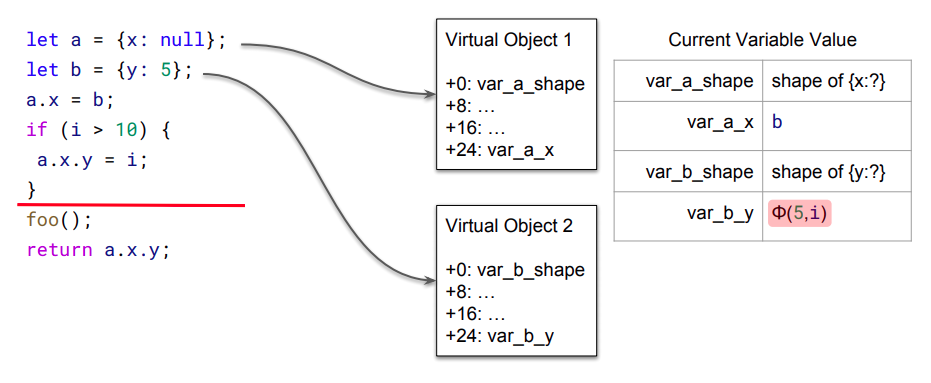 let a = {x: null};
let b = {y: 5};
a.x = b;
if (i > 10) {
a.x.y = i;
}
foo();
return a.x.y;
Virtual Object 1
+0: var_a_shape
+8: …
+16: …
+24: var_a_x
Virtual Object 2
+0: var_b_shape
+8: …
+16: …
+24: var_b_y
Current Variable Value
var_a_shape shape of {x:?}
var_a_x b
var_b_shape shape of {y:?}
var_b_y Φ(5,i)